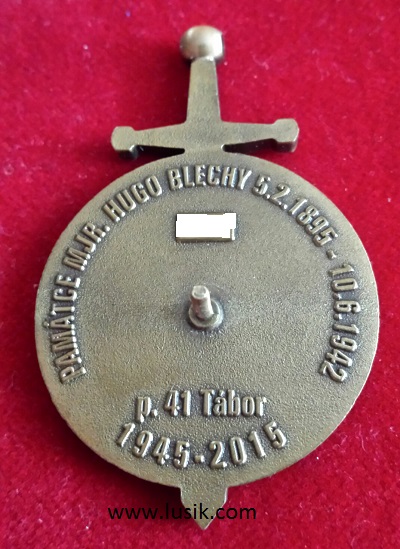 PAMÁTCE MJR. HUGO BLECHY 5.2.1895 - 10.6.1942
p. 41 Tábor
1945-2015
www.lusik.com